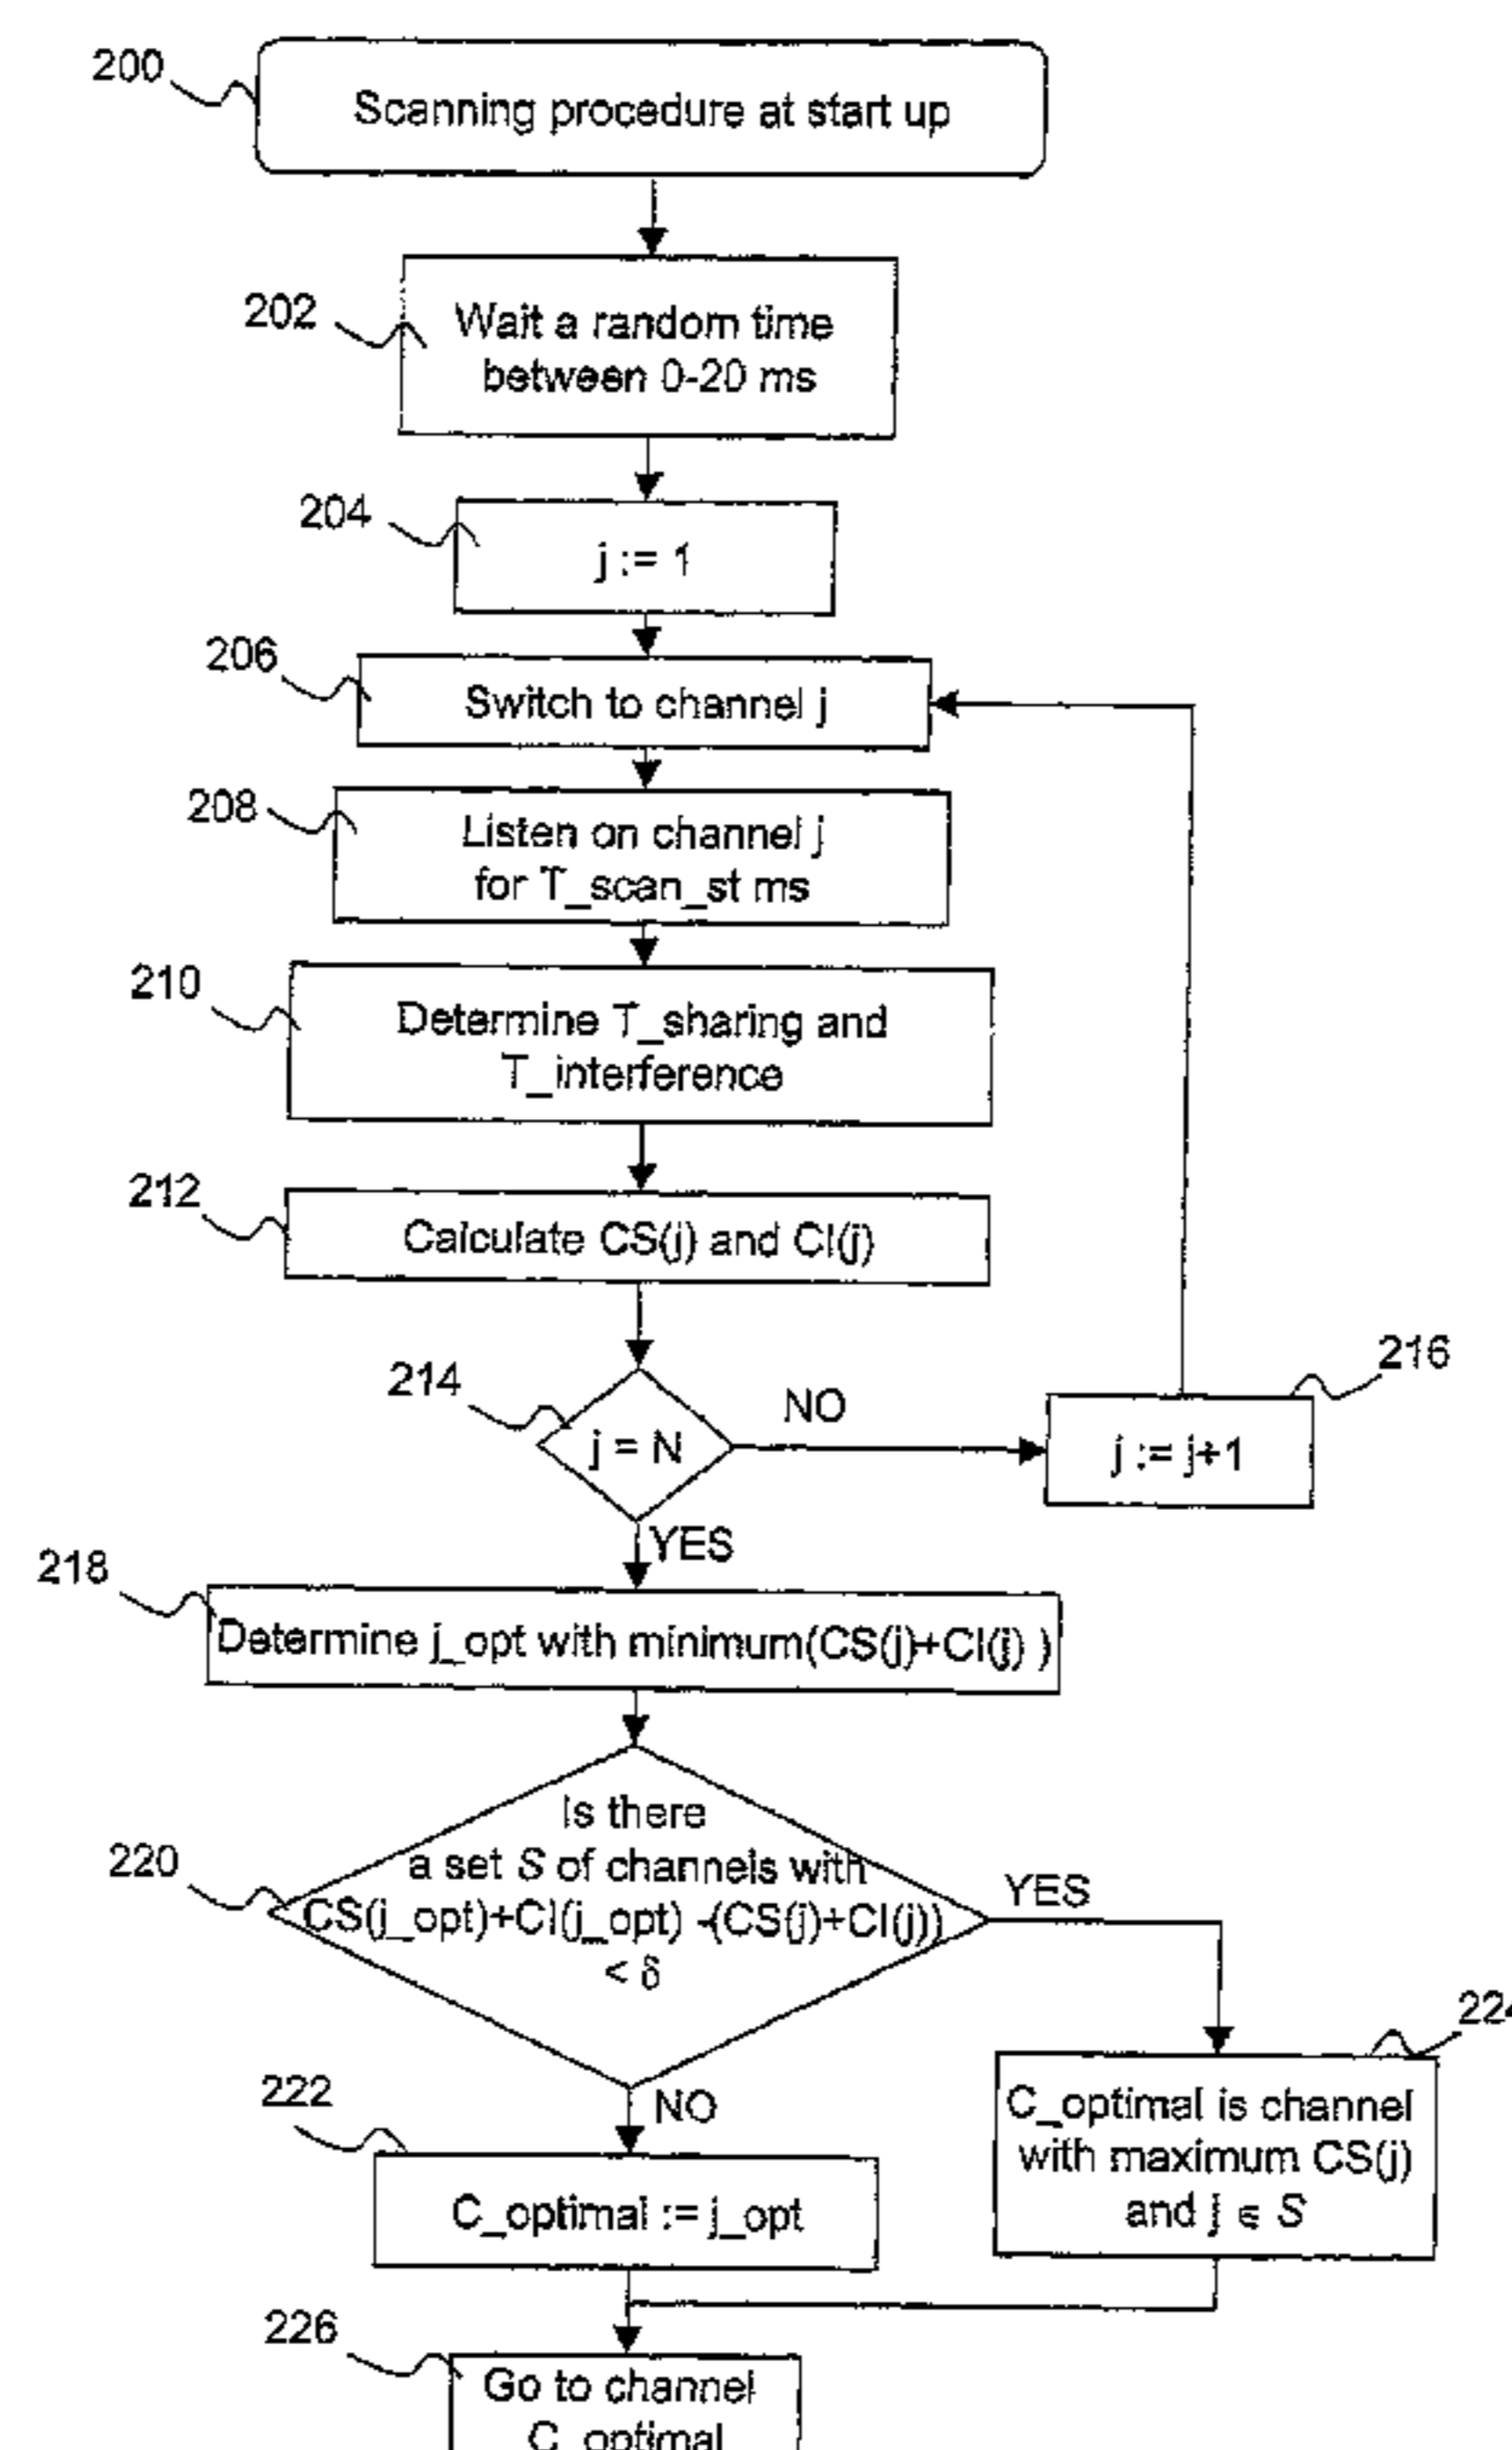 200
Scanning procedure at start up
202
Wait a random time
between 0-20 ms
204
j := 1
206
Switch to channel j
208
Listen on channel j
for T_scan_st ms
210
Determine T_sharing and
T_interference
212
Calculate CS(j) and CI(j)
214
j = N
NO
216
j := j+1
YES
218
Determine j_opt with minimum(CS(j)+CI(j) )
220
Is there
a set S of channels with
CS(j_opt)+CI(j_opt) -(CS(j)+CI(j))
< δ
YES
224
C_optimal is channel
with maximum CS(j)
and j ∈ S
NO
222
C_optimal := j_opt
226
Go to channel
C_optimal